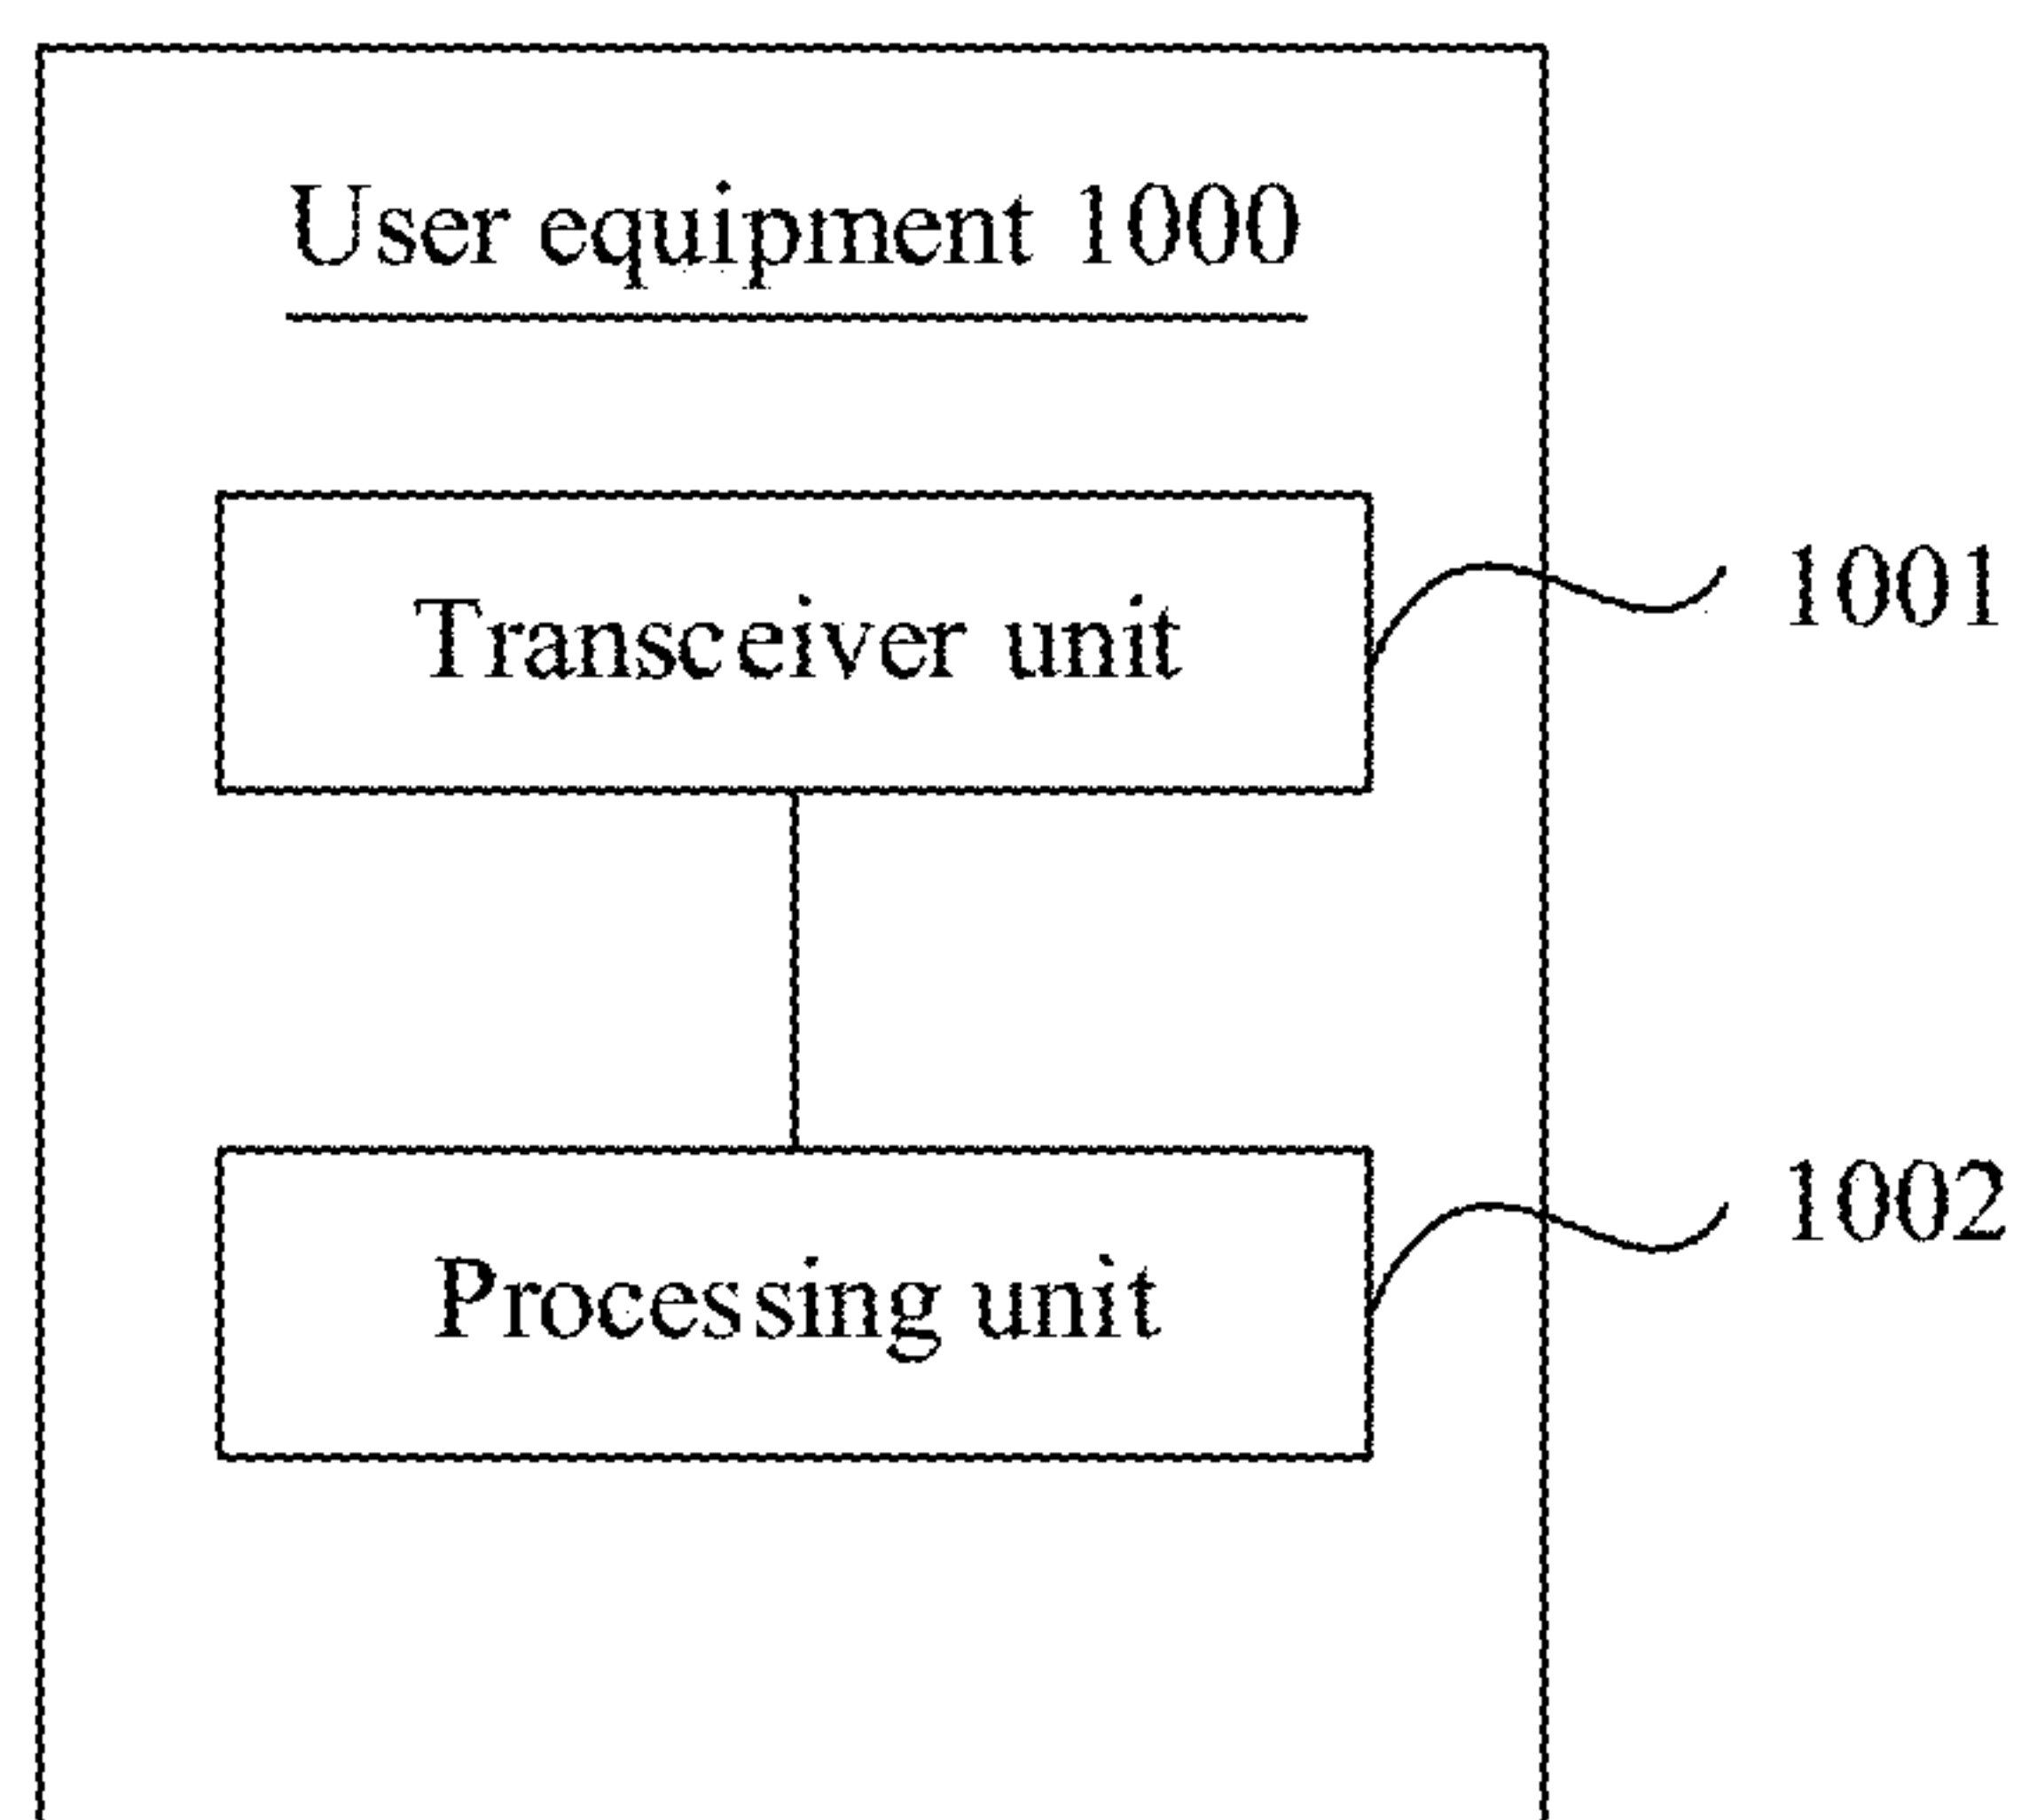 User equipment 1000
Transceiver unit
1001
Processing unit
1002